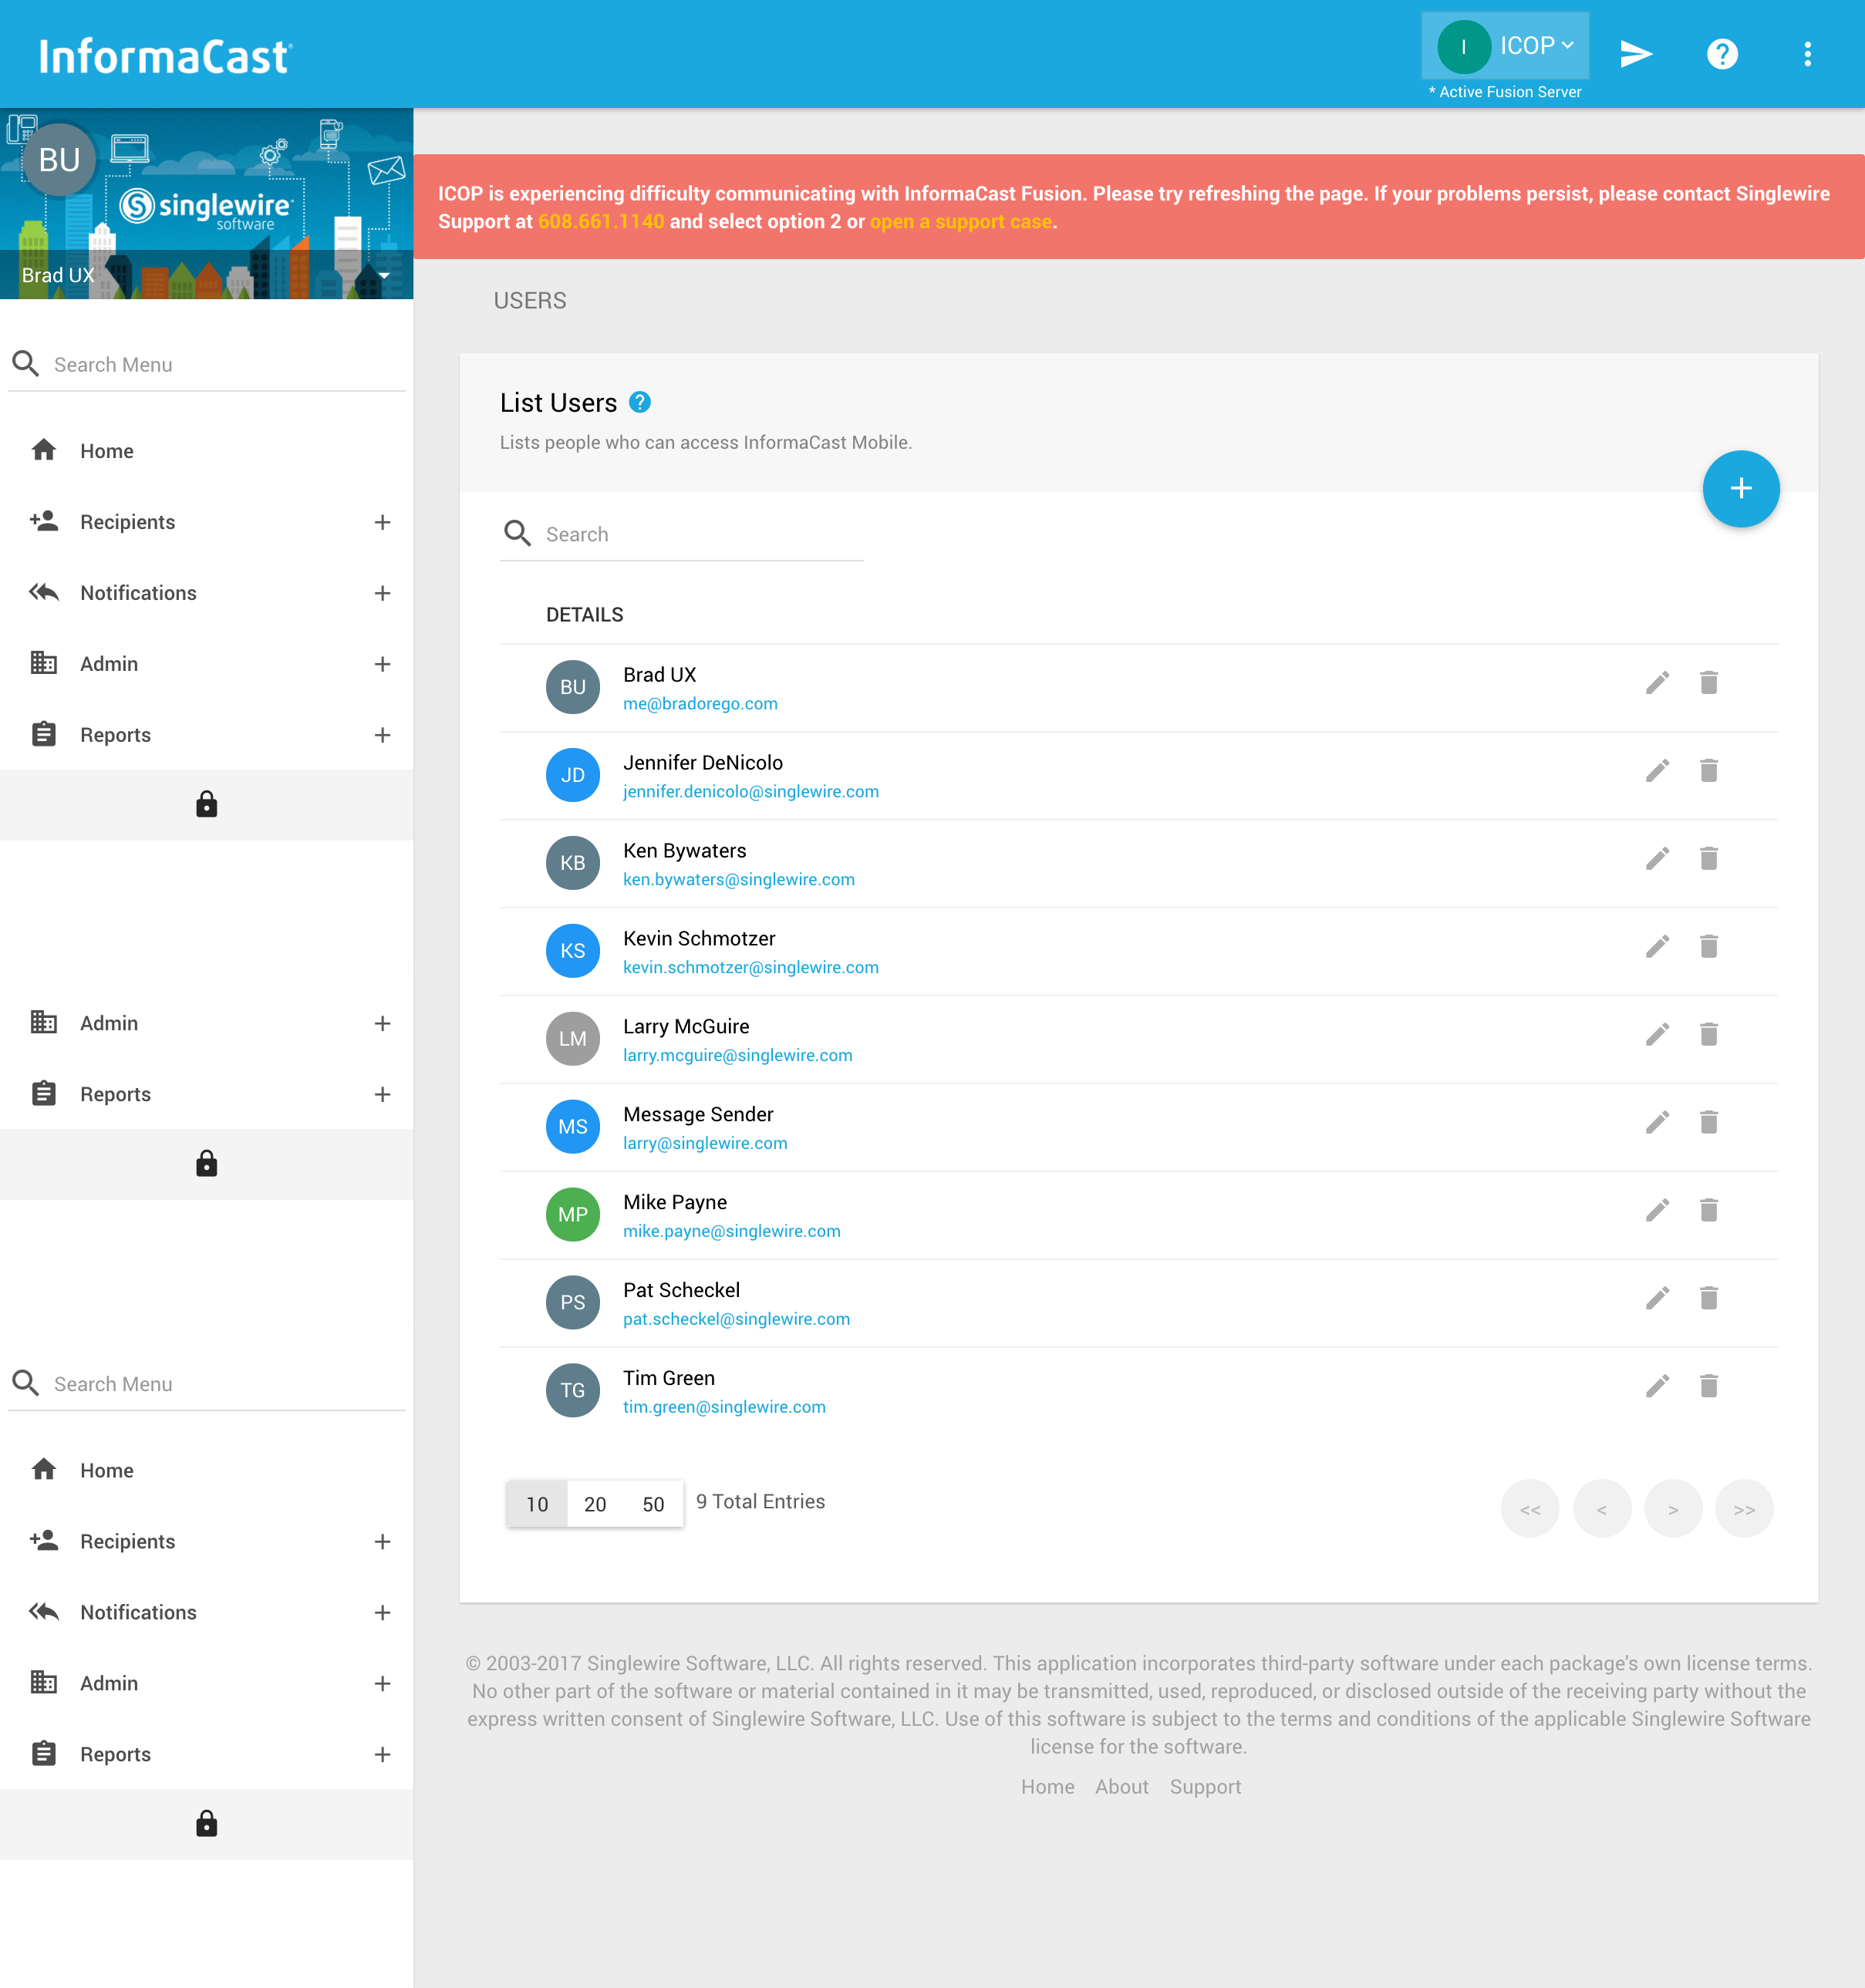 InformaCast®
I ICOP
* Active Fusion Server
BU
singlewire
software
Brad UX
ICOP is experiencing difficulty communicating with InformaCast Fusion. Please try refreshing the page. If your problems persist, please contact Singlewire
Support at 608.661.1140 and select option 2 or open a support case.
Search Menu
Home
Recipients +
Notifications +
Admin +
Reports +
Admin +
Reports +
Search Menu
Home
Recipients +
Notifications +
Admin +
Reports +
USERS
List Users ?
Lists people who can access InformaCast Mobile.
+
Search
DETAILS
BU Brad UX
me@bradorego.com
JD Jennifer DeNicolo
jennifer.denicolo@singlewire.com
KB Ken Bywaters
ken.bywaters@singlewire.com
KS Kevin Schmotzer
kevin.schmotzer@singlewire.com
LM Larry McGuire
larry.mcguire@singlewire.com
MS Message Sender
larry@singlewire.com
MP Mike Payne
mike.payne@singlewire.com
PS Pat Scheckel
pat.scheckel@singlewire.com
TG Tim Green
tim.green@singlewire.com
10 20 50 9 Total Entries << < > >>
© 2003-2017 Singlewire Software, LLC. All rights reserved. This application incorporates third-party software under each package's own license terms.
No other part of the software or material contained in it may be transmitted, used, reproduced, or disclosed outside of the receiving party without the
express written consent of Singlewire Software, LLC. Use of this software is subject to the terms and conditions of the applicable Singlewire Software
license for the software.
Home About Support